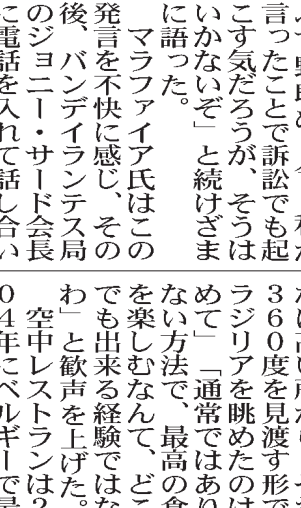 言ったことで訴訟でも起
こす気だろうが、そうは
いかないぞ」と続けざま
に語った。
マラファイア氏はこの
発言を不快に感じ、その
後、バンデイランテス局
のジョニー・サード会長
に電話を入れて話し合い
３６０度を見渡す形で
ラジリアを眺めたのは
めて」「通常ではあり
ない方法で、最高の食
を楽しむなんて、どこ
でも出来る経験ではな
わ」と歓声を上げた。
空中レストランは２
０４年にベルギーで最